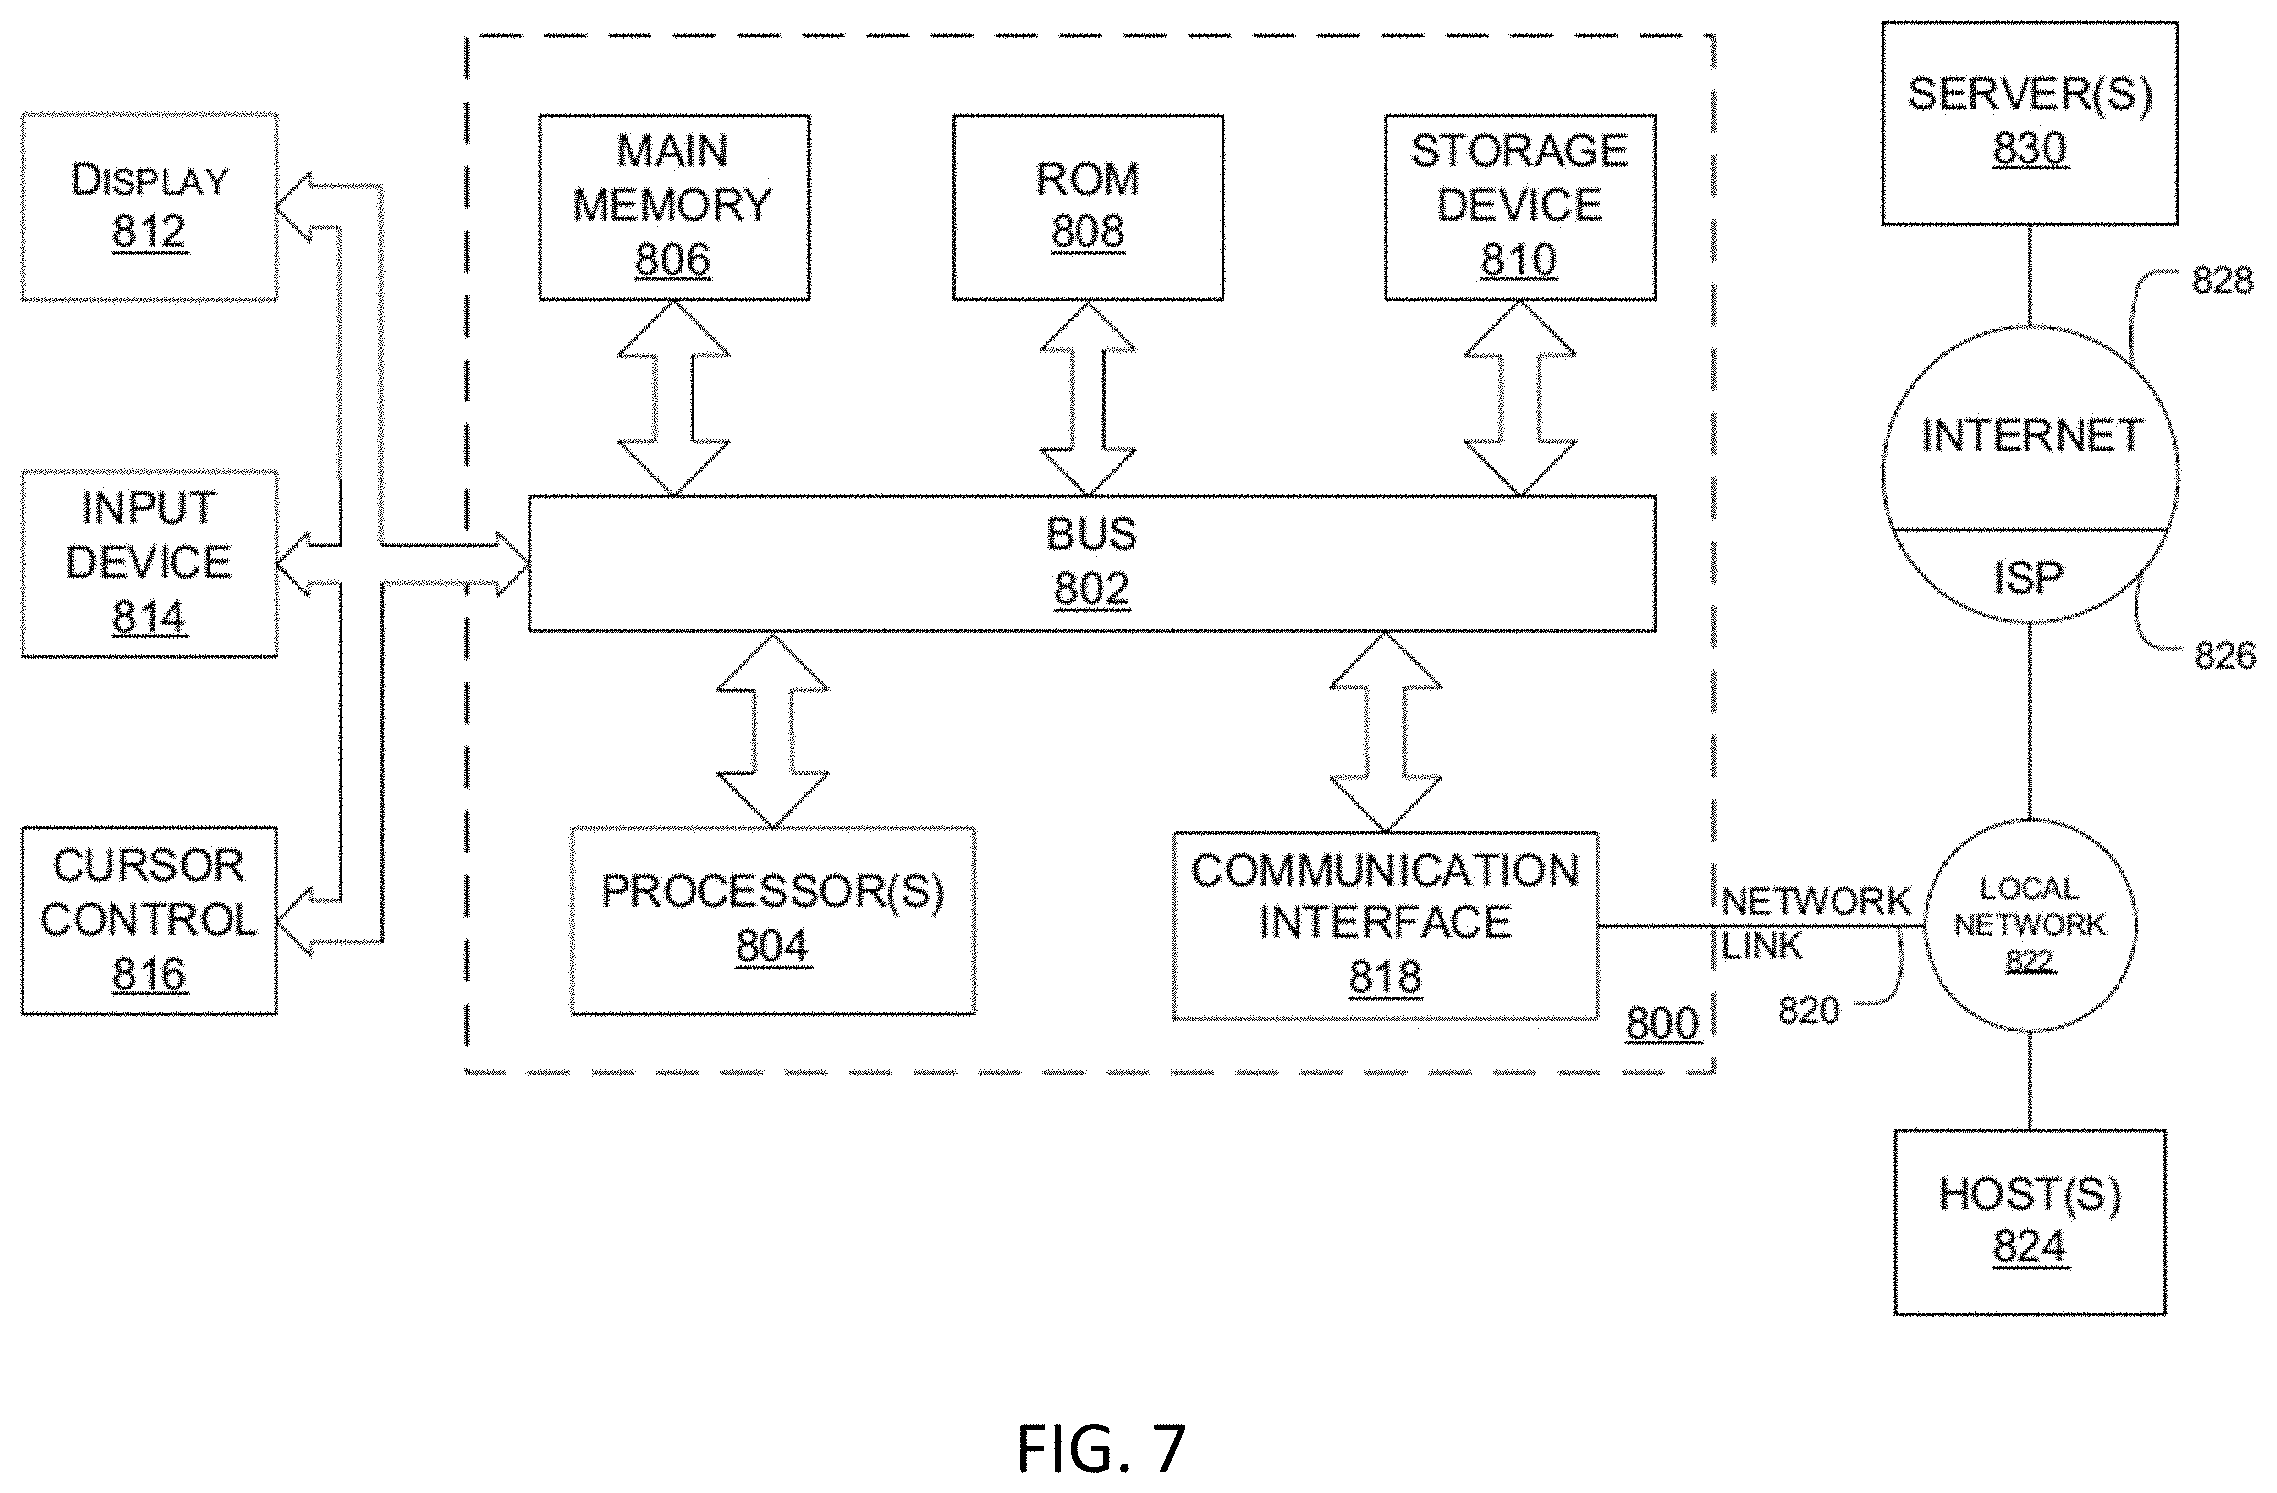 DISPLAY
812
INPUT
DEVICE
814
CURSOR
CONTROL
816
MAIN
MEMORY
806
ROM
808
STORAGE
DEVICE
810
BUS
802
PROCESSOR(S)
804
COMMUNICATION
INTERFACE
818
800
NETWORK
LINK
820
SERVER(S)
830
828
INTERNET
ISP
826
LOCAL
NETWORK
822
HOST(S)
824
FIG. 7